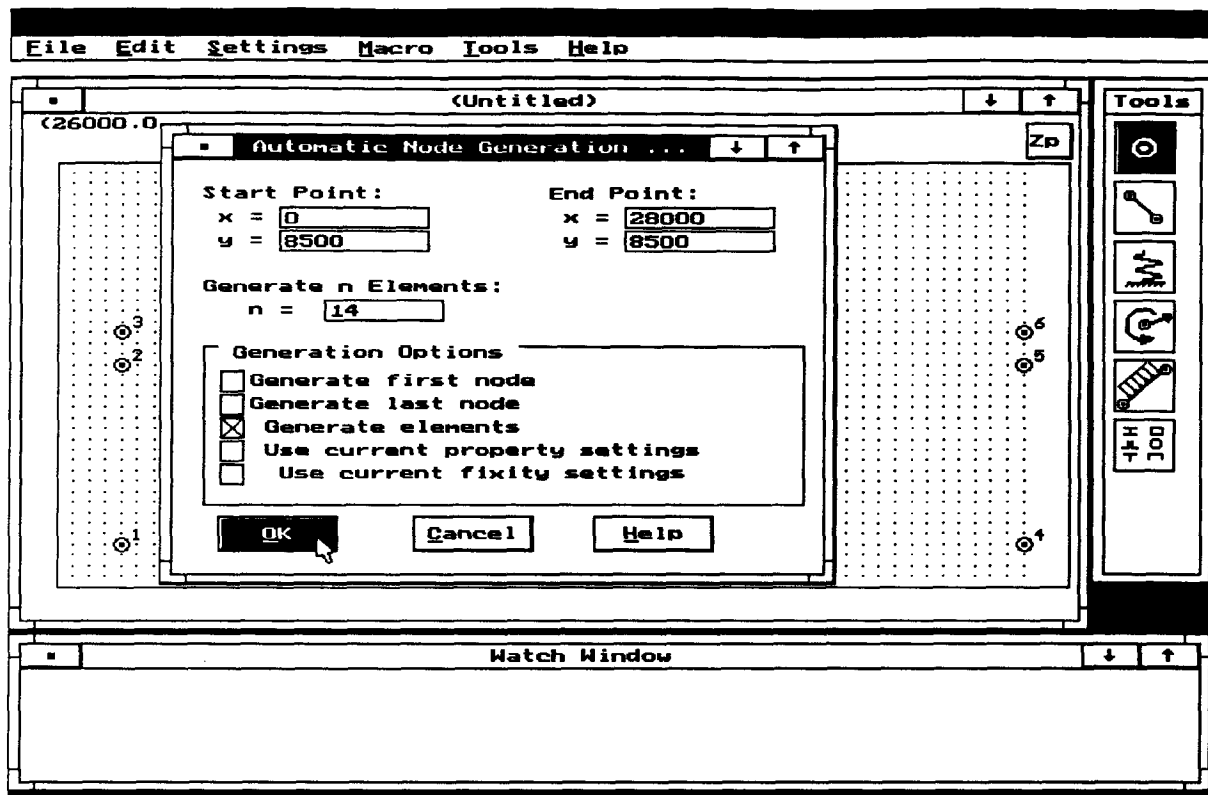 File Edit Settings Macro Tools Help
(Untitled)
Tools
(26000.0
Zp
Automatic Node Generation ...
Start Point:
End Point:
x = 0
x = 28000
y = 8500
y = 8500
Generate n Elements:
n = 14
3
6
2
5
Generation Options
Generate first node
Generate last node
Generate elements
Use current property settings
Use current fixity settings
OK
Cancel
Help
1
4
Watch Window